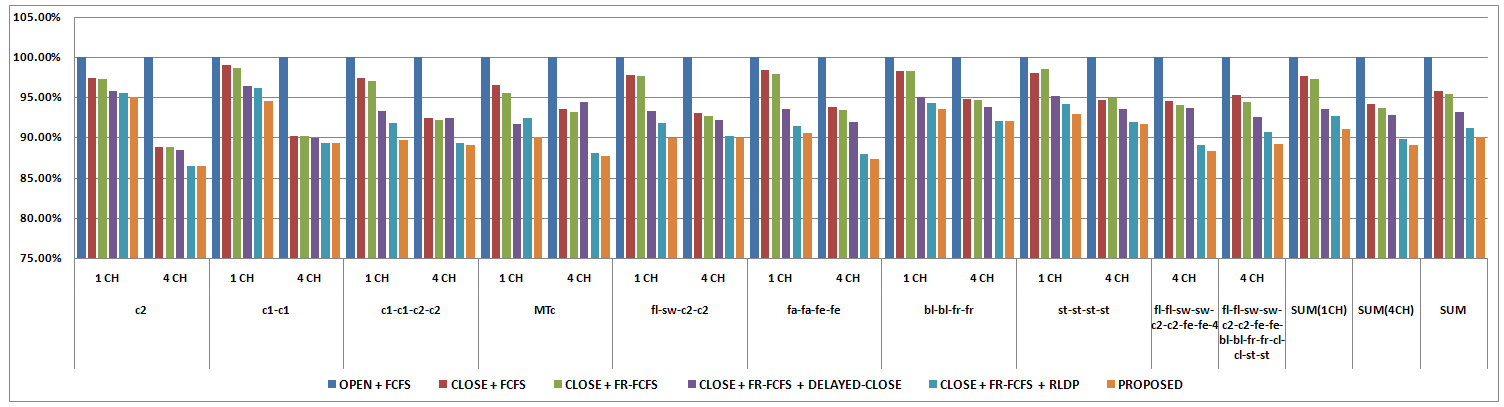 105.00%
100.00%
95.00%
90.00%
85.00%
80.00%
75.00%
1 CH 4 CH 1 CH 4 CH 1 CH 4 CH 1 CH 4 CH 1 CH 4 CH 1 CH 4 CH 1 CH 4 CH 1 CH 4 CH 4 CH 4 CH
c2 c1-c1 c1-c1-c2-c2 MTc fl-sw-c2-c2 fa-fa-fe-fe bl-bl-fr-fr st-st-st-st
fl-fl-sw-sw-
c2-c2-fe-fe-4
fl-fl-sw-sw-
c2-c2-fe-fe-
bl-bl-fr-fr-cl-
cl-st-st
SUM(1CH) SUM(4CH) SUM
OPEN + FCFS CLOSE + FCFS CLOSE + FR-FCFS CLOSE + FR-FCFS + DELAYED-CLOSE CLOSE + FR-FCFS + RLDP PROPOSED